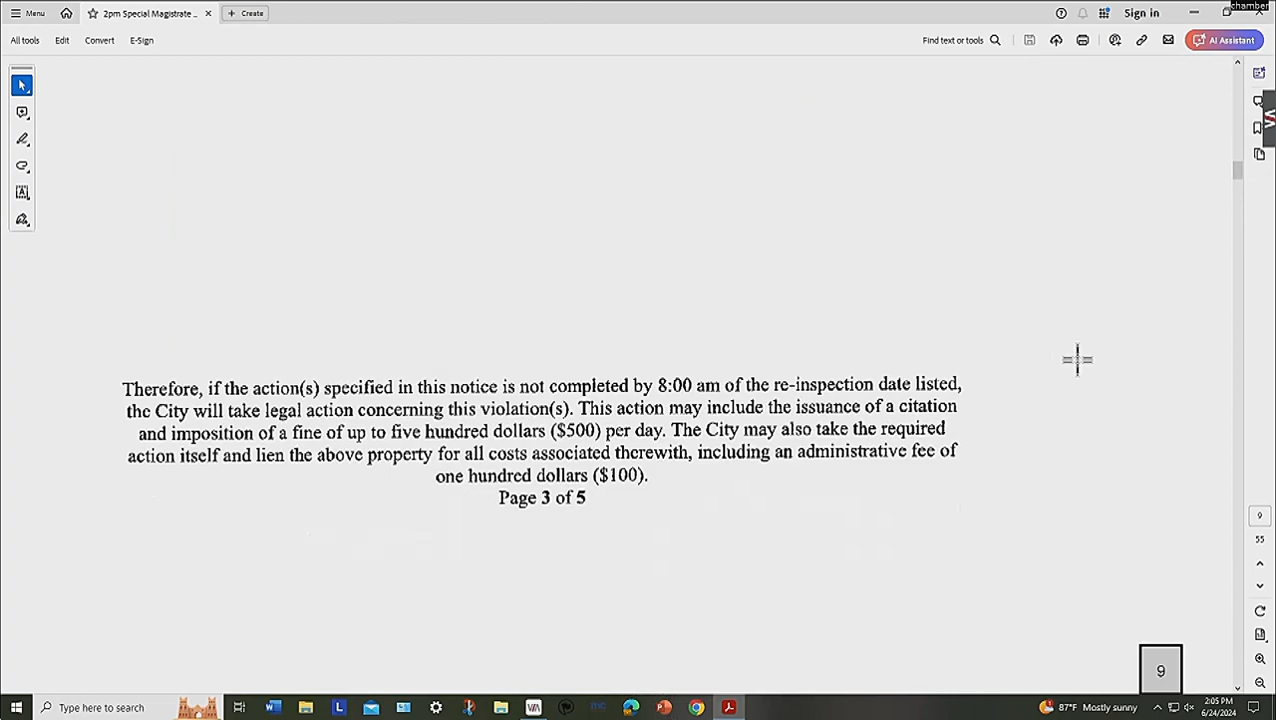 chamber
Menu
2pm Special Magistrate ...
Create
Sign in
All tools
Edit
Convert
E-Sign
Find text or tools
AI Assistant
Therefore, if the action(s) specified in this notice is not completed by 8:00 am of the re-inspection date listed,
the City will take legal action concerning this violation(s). This action may include the issuance of a citation
and imposition of a fine of up to five hundred dollars ($500) per day. The City may also take the required
action itself and lien the above property for all costs associated therewith, including an administrative fee of
one hundred dollars ($100).
Page 3 of 5
9
55
9
Type here to search
87°F Mostly sunny
2:05 PM
6/24/2024